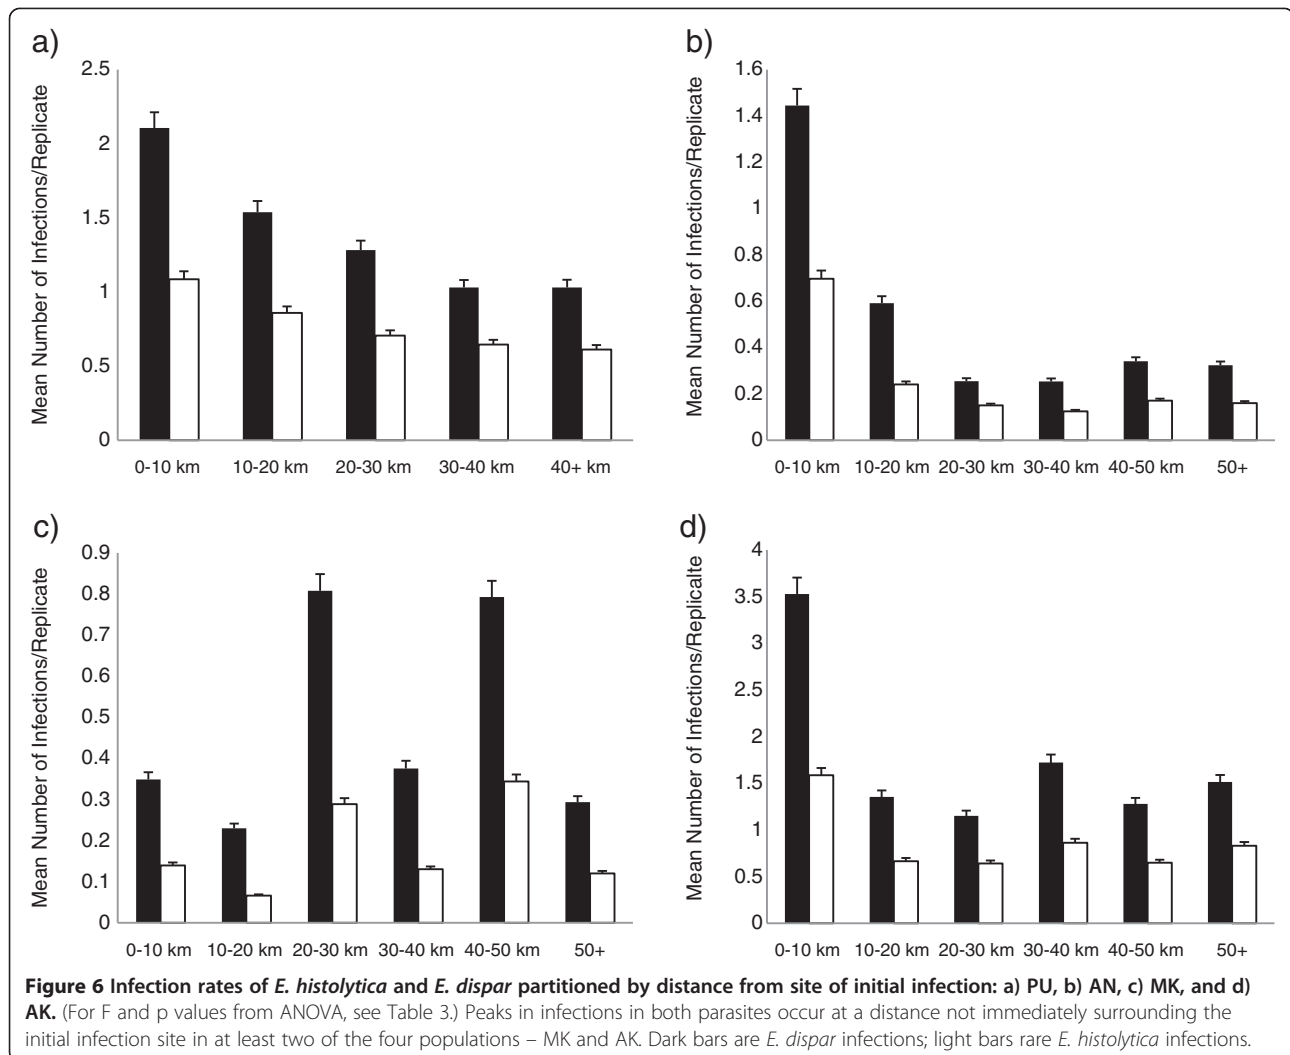 a)
Mean Number of Infections/Replicate
2.5
2
1.5
1
0.5
0
0-10 km 10-20 km 20-30 km 30-40 km 40+ km
b)
Mean Number of Infections/Replicate
1.6
1.4
1.2
1
0.8
0.6
0.4
0.2
0
0-10 km 10-20 km 20-30 km 30-40 km 40-50 km 50+
c)
Mean Number of Infections/Replicate
0.9
0.8
0.7
0.6
0.5
0.4
0.3
0.2
0.1
0
0-10 km 10-20 km 20-30 km 30-40 km 40-50 km 50+
d)
Mean Number of Infections/Replicalte
4
3.5
3
2.5
2
1.5
1
0.5
0
0-10 km 10-20 km 20-30 km 30-40 km 40-50 km 50+
Figure 6 Infection rates of E. histolytica and E. dispar partitioned by distance from site of initial infection: a) PU, b) AN, c) MK, and d)
AK. (For F and p values from ANOVA, see Table 3.) Peaks in infections in both parasites occur at a distance not immediately surrounding the
initial infection site in at least two of the four populations – MK and AK. Dark bars are E. dispar infections; light bars rare E. histolytica infections.